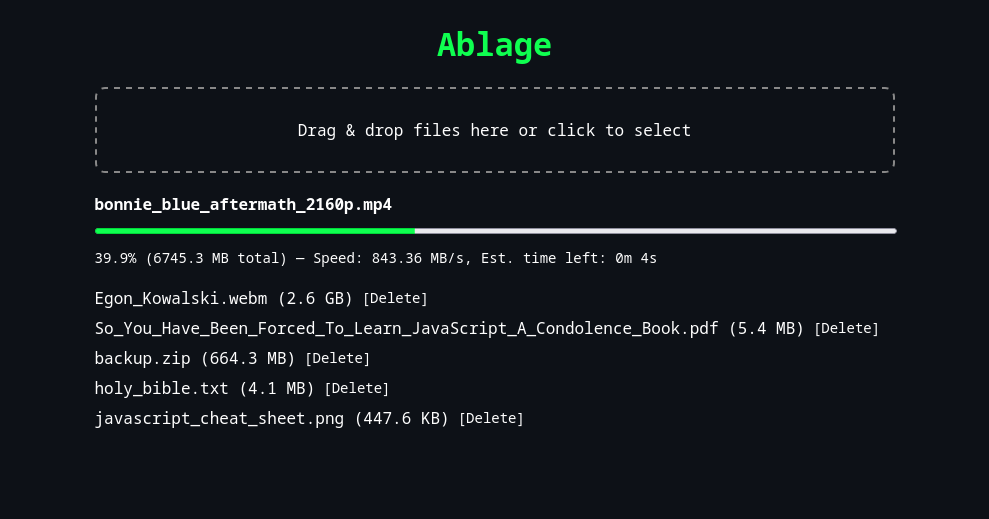 Ablage
Drag & drop files here or click to select
bonnie_blue_aftermath_2160p.mp4
39.9% (6745.3 MB total) — Speed: 843.36 MB/s, Est. time left: 0m 4s
Egon_Kowalski.webm (2.6 GB) [Delete]
So_You_Have_Been_Forced_To_Learn_JavaScript_A_Condolence_Book.pdf (5.4 MB) [Delete]
backup.zip (664.3 MB) [Delete]
holy_bible.txt (4.1 MB) [Delete]
javascript_cheat_sheet.png (447.6 KB) [Delete]